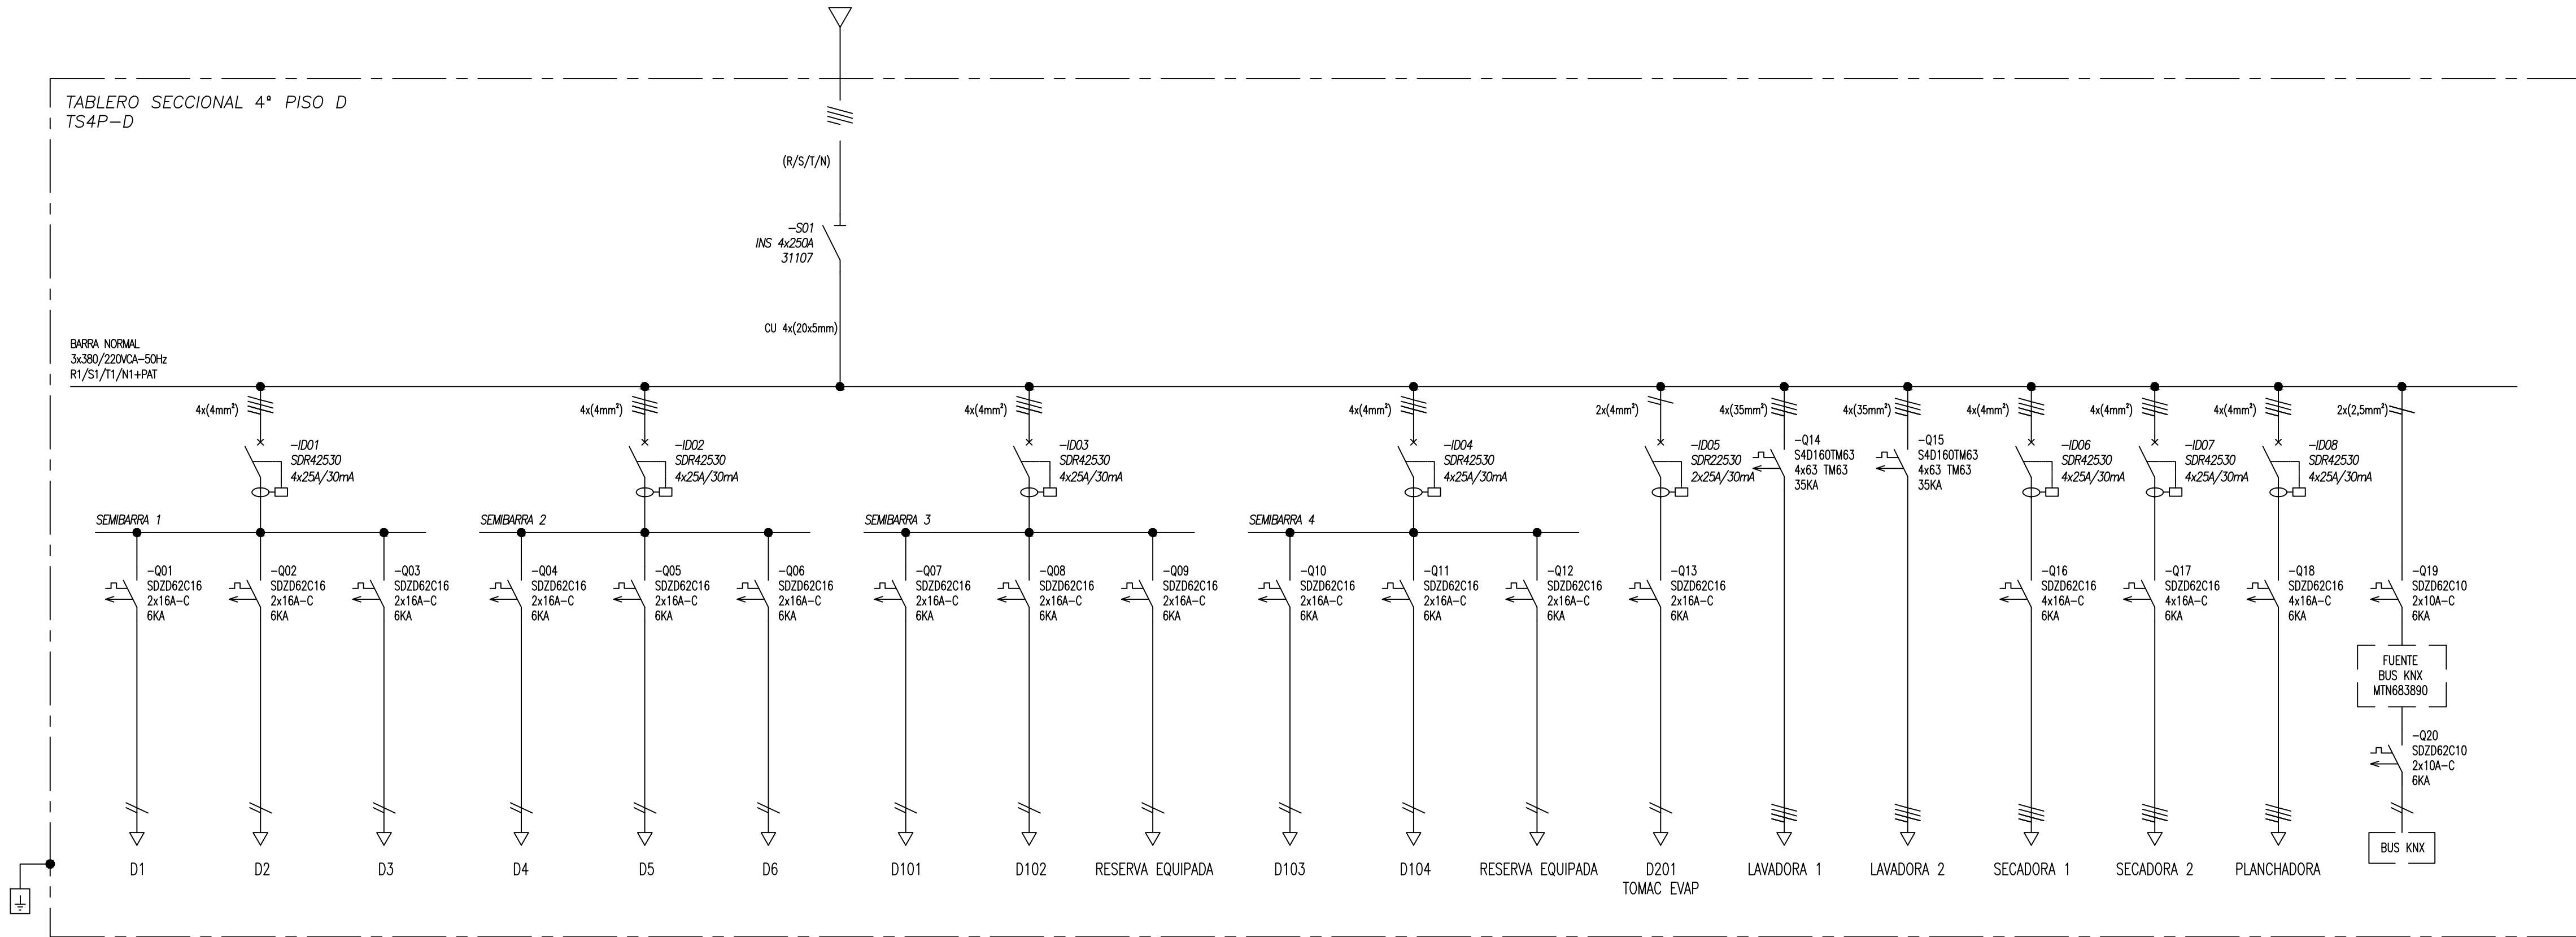 TABLERO SECCIONAL 4° PISO D
TS4P-D
(R/S/T/N)
-S01
INS 4x250A
31107
CU 4x(20x5mm)
BARRA NORMAL
3x380/220VCA-50Hz
R1/S1/T1/N1+PAT
4x(4mm²)
4x(4mm²)
4x(4mm²)
4x(4mm²)
2x(4mm²)
4x(35mm²)
4x(35mm²)
4x(4mm²)
4x(4mm²)
4x(4mm²)
2x(2,5mm²)
-ID01
SDR42530
4x25A/30mA
-ID02
SDR42530
4x25A/30mA
-ID03
SDR42530
4x25A/30mA
-ID04
SDR42530
4x25A/30mA
-ID05
SDR22530
2x25A/30mA
-Q14
S4D160TM63
4x63 TM63
35KA
-Q15
S4D160TM63
4x63 TM63
35KA
-ID06
SDR42530
4x25A/30mA
-ID07
SDR42530
4x25A/30mA
-ID08
SDR42530
4x25A/30mA
SEMIBARRA 1
SEMIBARRA 2
SEMIBARRA 3
SEMIBARRA 4
-Q01
SDZD62C16
2x16A-C
6KA
-Q02
SDZD62C16
2x16A-C
6KA
-Q03
SDZD62C16
2x16A-C
6KA
-Q04
SDZD62C16
2x16A-C
6KA
-Q05
SDZD62C16
2x16A-C
6KA
-Q06
SDZD62C16
2x16A-C
6KA
-Q07
SDZD62C16
2x16A-C
6KA
-Q08
SDZD62C16
2x16A-C
6KA
-Q09
SDZD62C16
2x16A-C
6KA
-Q10
SDZD62C16
2x16A-C
6KA
-Q11
SDZD62C16
2x16A-C
6KA
-Q12
SDZD62C16
2x16A-C
6KA
-Q13
SDZD62C16
2x16A-C
6KA
-Q16
SDZD62C16
4x16A-C
6KA
-Q17
SDZD62C16
4x16A-C
6KA
-Q18
SDZD62C16
4x16A-C
6KA
-Q19
SDZD62C10
2x10A-C
6KA
FUENTE
BUS KNX
MTN683890
-Q20
SDZD62C10
2x10A-C
6KA
BUS KNX
D1
D2
D3
D4
D5
D6
D101
D102
RESERVA EQUIPADA
D103
D104
RESERVA EQUIPADA
D201
TOMAC EVAP
LAVADORA 1
LAVADORA 2
SECADORA 1
SECADORA 2
PLANCHADORA